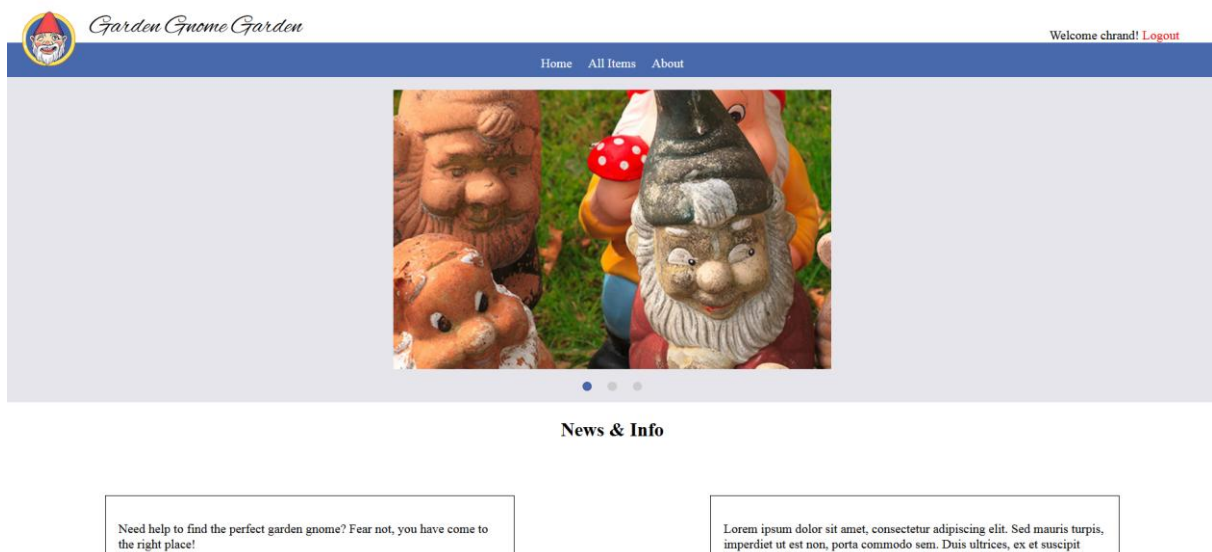 Garden Gnome Garden
Welcome chrand! Logout
Home All Items About
News & Info
Need help to find the perfect garden gnome? Fear not, you have come to
the right place!
Lorem ipsum dolor sit amet, consectetur adipiscing elit. Sed mauris turpis,
imperdiet ut est non, porta commodo sem. Duis ultrices, ex et suscipit